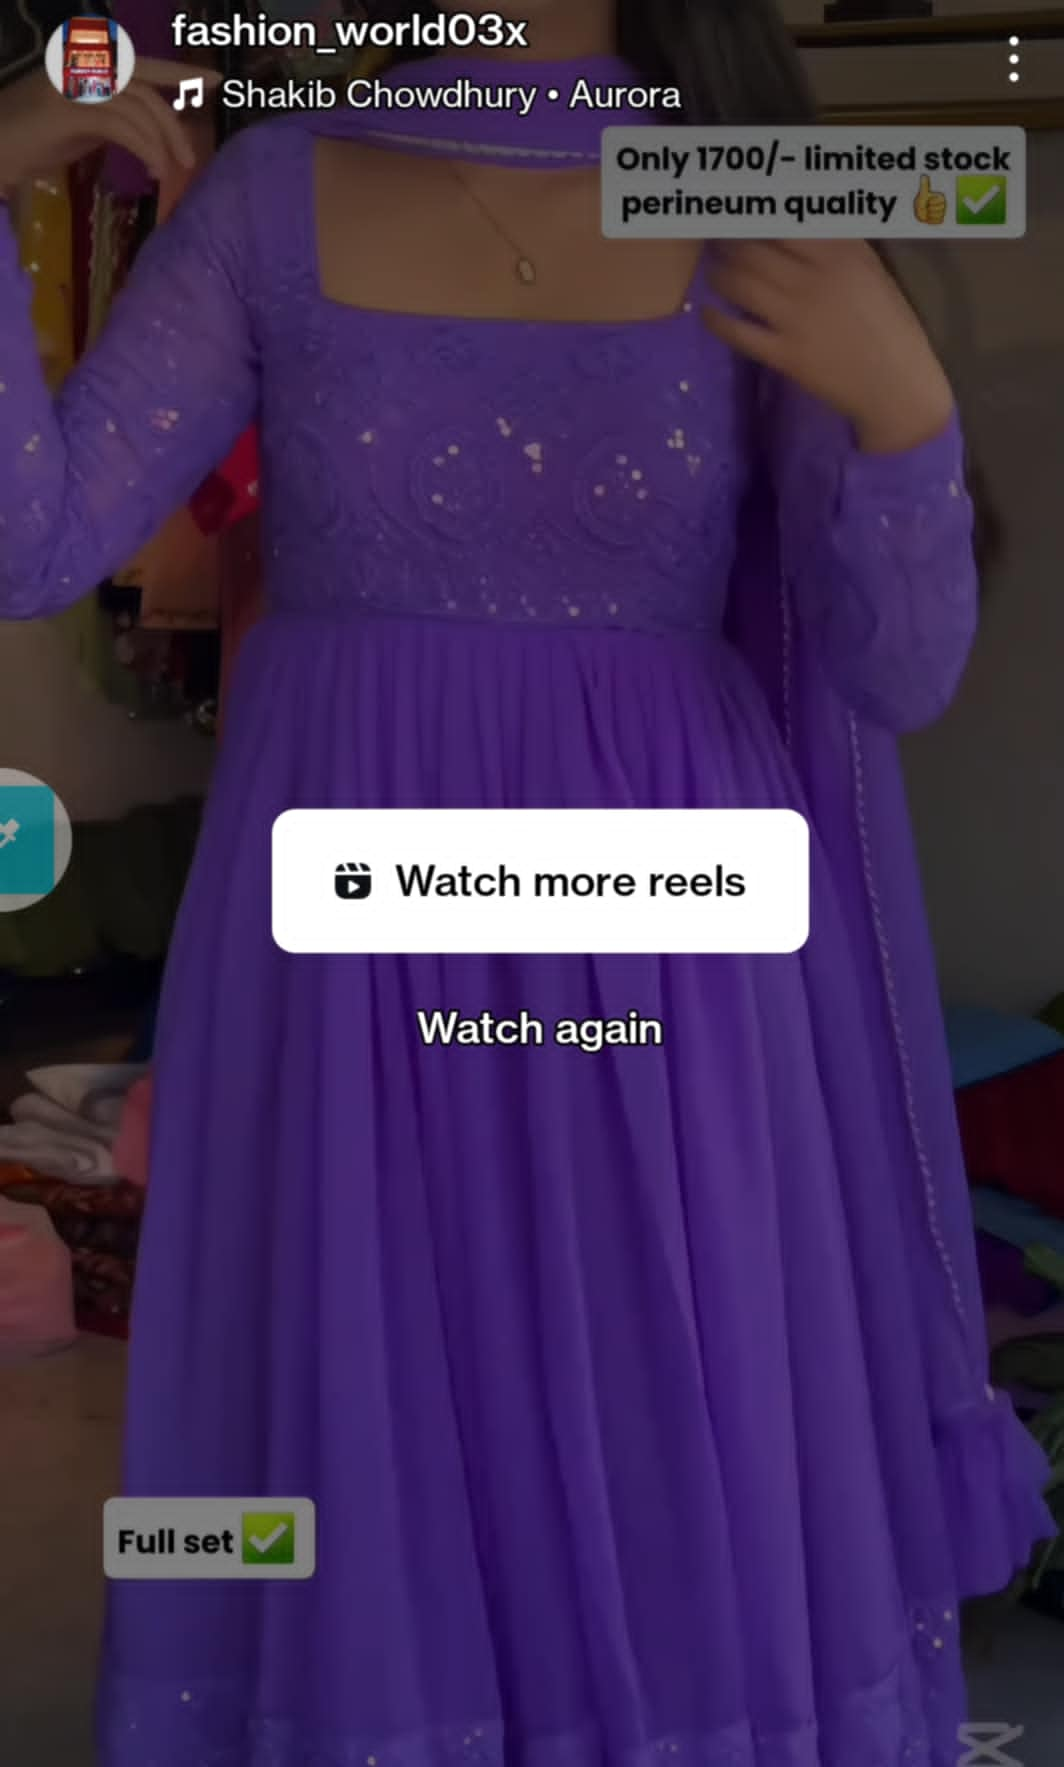 fashion_world03x
Shakib Chowdhury • Aurora
Only 1700/- limited stock
perineum quality 👍✅
Watch more reels
Watch again
Full set ✅